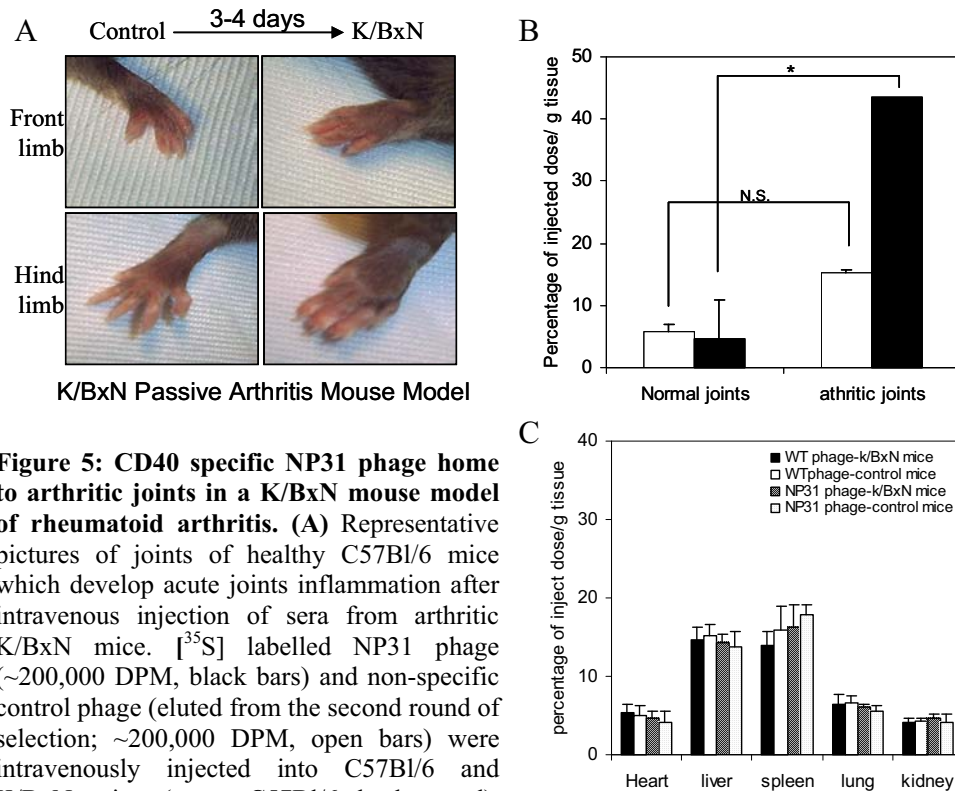 A
3-4 days
Control
K/BxN
Front
limb
Hind
limb
K/BxN Passive Arthritis Mouse Model
Figure 5: CD40 specific NP31 phage home
to arthritic joints in a K/BxN mouse model
of rheumatoid arthritis. (A) Representative
pictures of joints of healthy C57Bl/6 mice
which develop acute joints inflammation after
intravenous injection of sera from arthritic
K/BxN mice. [35S] labelled NP31 phage
(~200,000 DPM, black bars) and non-specific
control phage (eluted from the second round of
selection; ~200,000 DPM, open bars) were
intravenously injected into C57Bl/6 and
B
Percentage of injected dose/ g tissue
50
40
30
20
10
0
*
N.S.
Normal joints
athritic joints
C
percentage of inject dose/g tissue
40
30
20
10
0
WT phage-k/BxN mice
WTphage-control mice
NP31 phage-k/BxN mice
NP31 phage-control mice
Heart
liver
spleen
lung
kidney